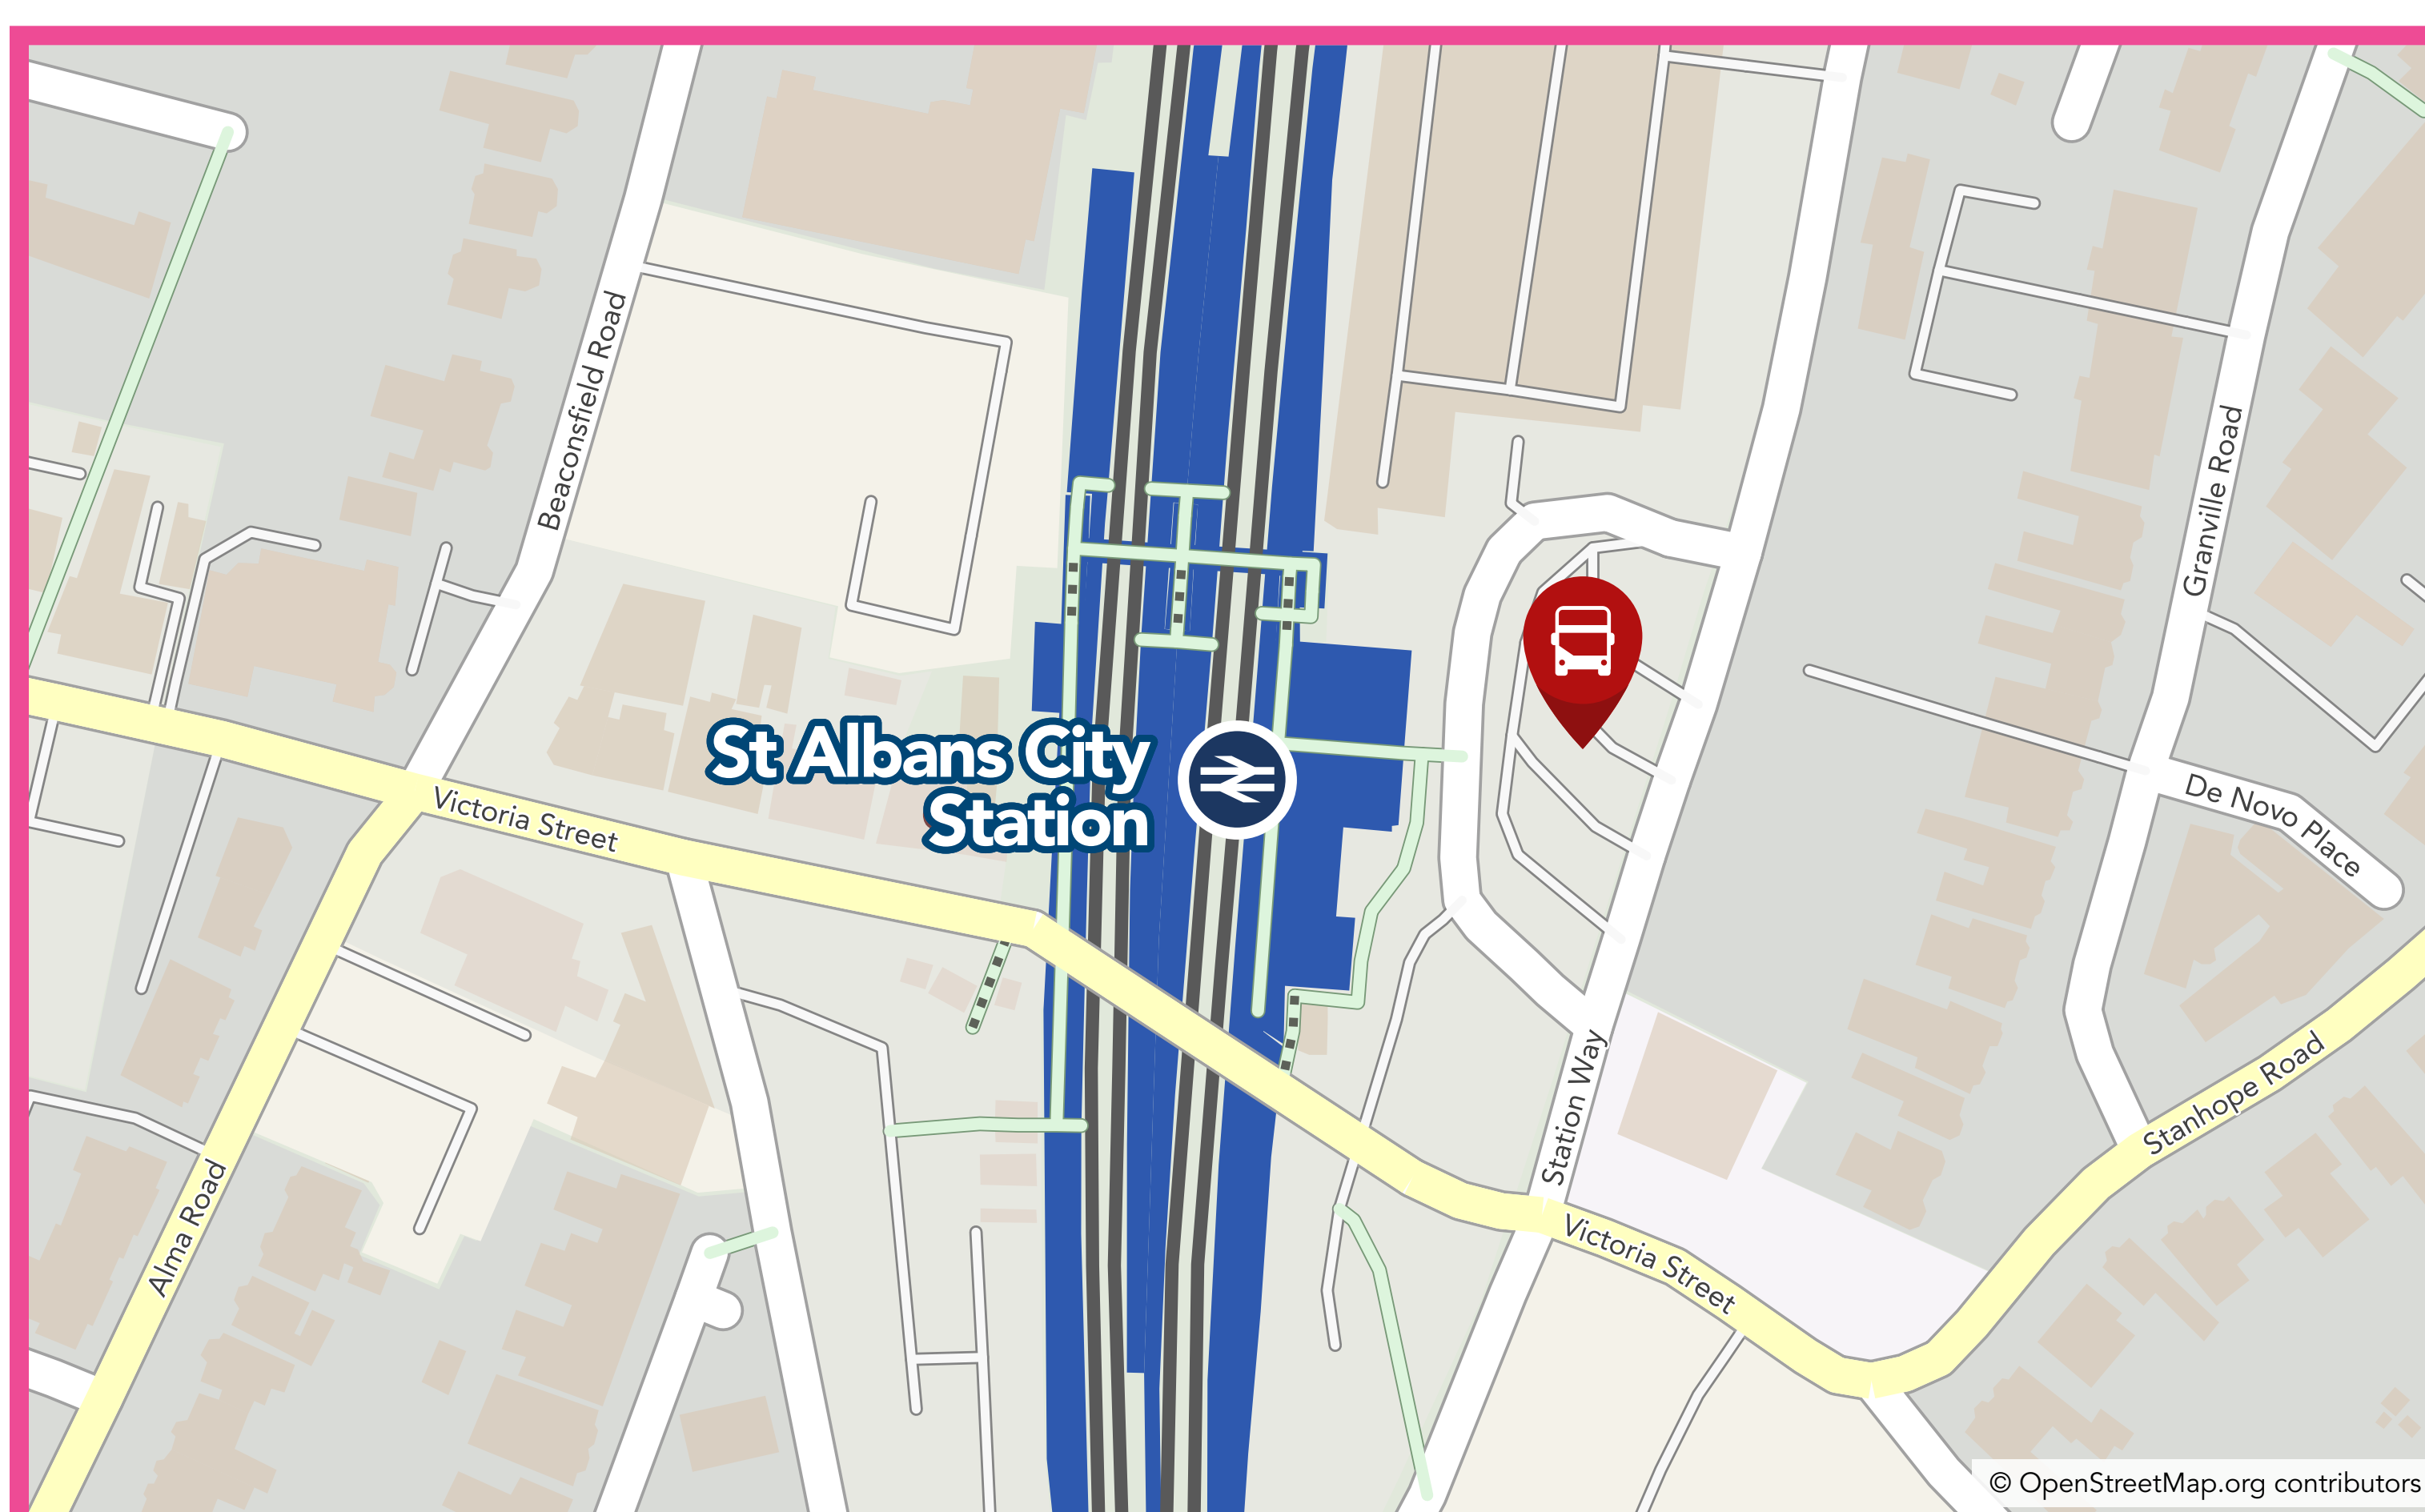 Beaconsfield Road
Granville Road
St Albans City
Station
De Novo Place
Victoria Street
Station Way
Stanhope Road
Alma Road
Victoria Street
© OpenStreetMap.org contributors